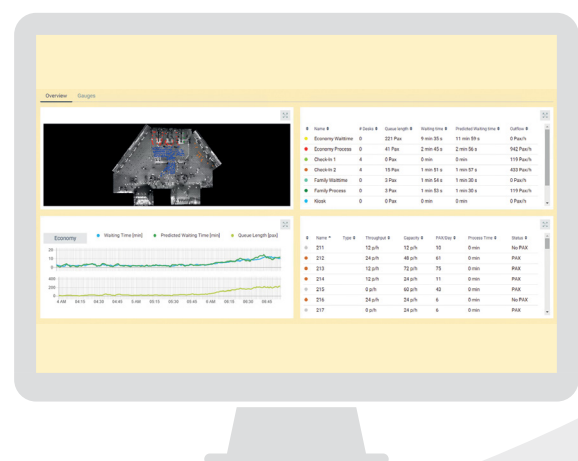 Overview Gauges
Name # Desks Queue length Waiting time Predicted Waiting time Outflow
Economy Waittime 0 221 Pax 9 min 35 s 11 min 59 s 0 Pax/h
Economy Process 0 41 Pax 2 min 43 s 2 min 56 s 942 Pax/h
Check-In 1 4 0 Pax 0 min 0 min 119 Pax/h
Check-In 2 4 15 Pax 1 min 51 s 1 min 57 s 433 Pax/h
Family Waittime 0 3 Pax 1 min 54 s 1 min 30 s 0 Pax/h
Family Process 0 3 Pax 1 min 53 s 1 min 30 s 119 Pax/h
Kiosk 0 0 Pax 0 min 0 min 0 Pax/h
Economy Waiting Time [min] Predicted Waiting Time [min] Queue Length [pax]
20
10
0
400
200
0
4 AM 04:15 04:30 04:45 5 AM 05:15 05:30 05:45 6 AM 06:15 06:30 06:45
Name Type Throughput Capacity PAX/Day Process Time Status
211 12 p/h 12 p/h 10 0 min No PAX
212 24 p/h 48 p/h 61 0 min PAX
213 12 p/h 72 p/h 75 0 min PAX
214 12 p/h 24 p/h 11 0 min PAX
215 0 p/h 60 p/h 43 0 min PAX
216 24 p/h 24 p/h 6 0 min No PAX
217 0 p/h 24 p/h 6 0 min PAX